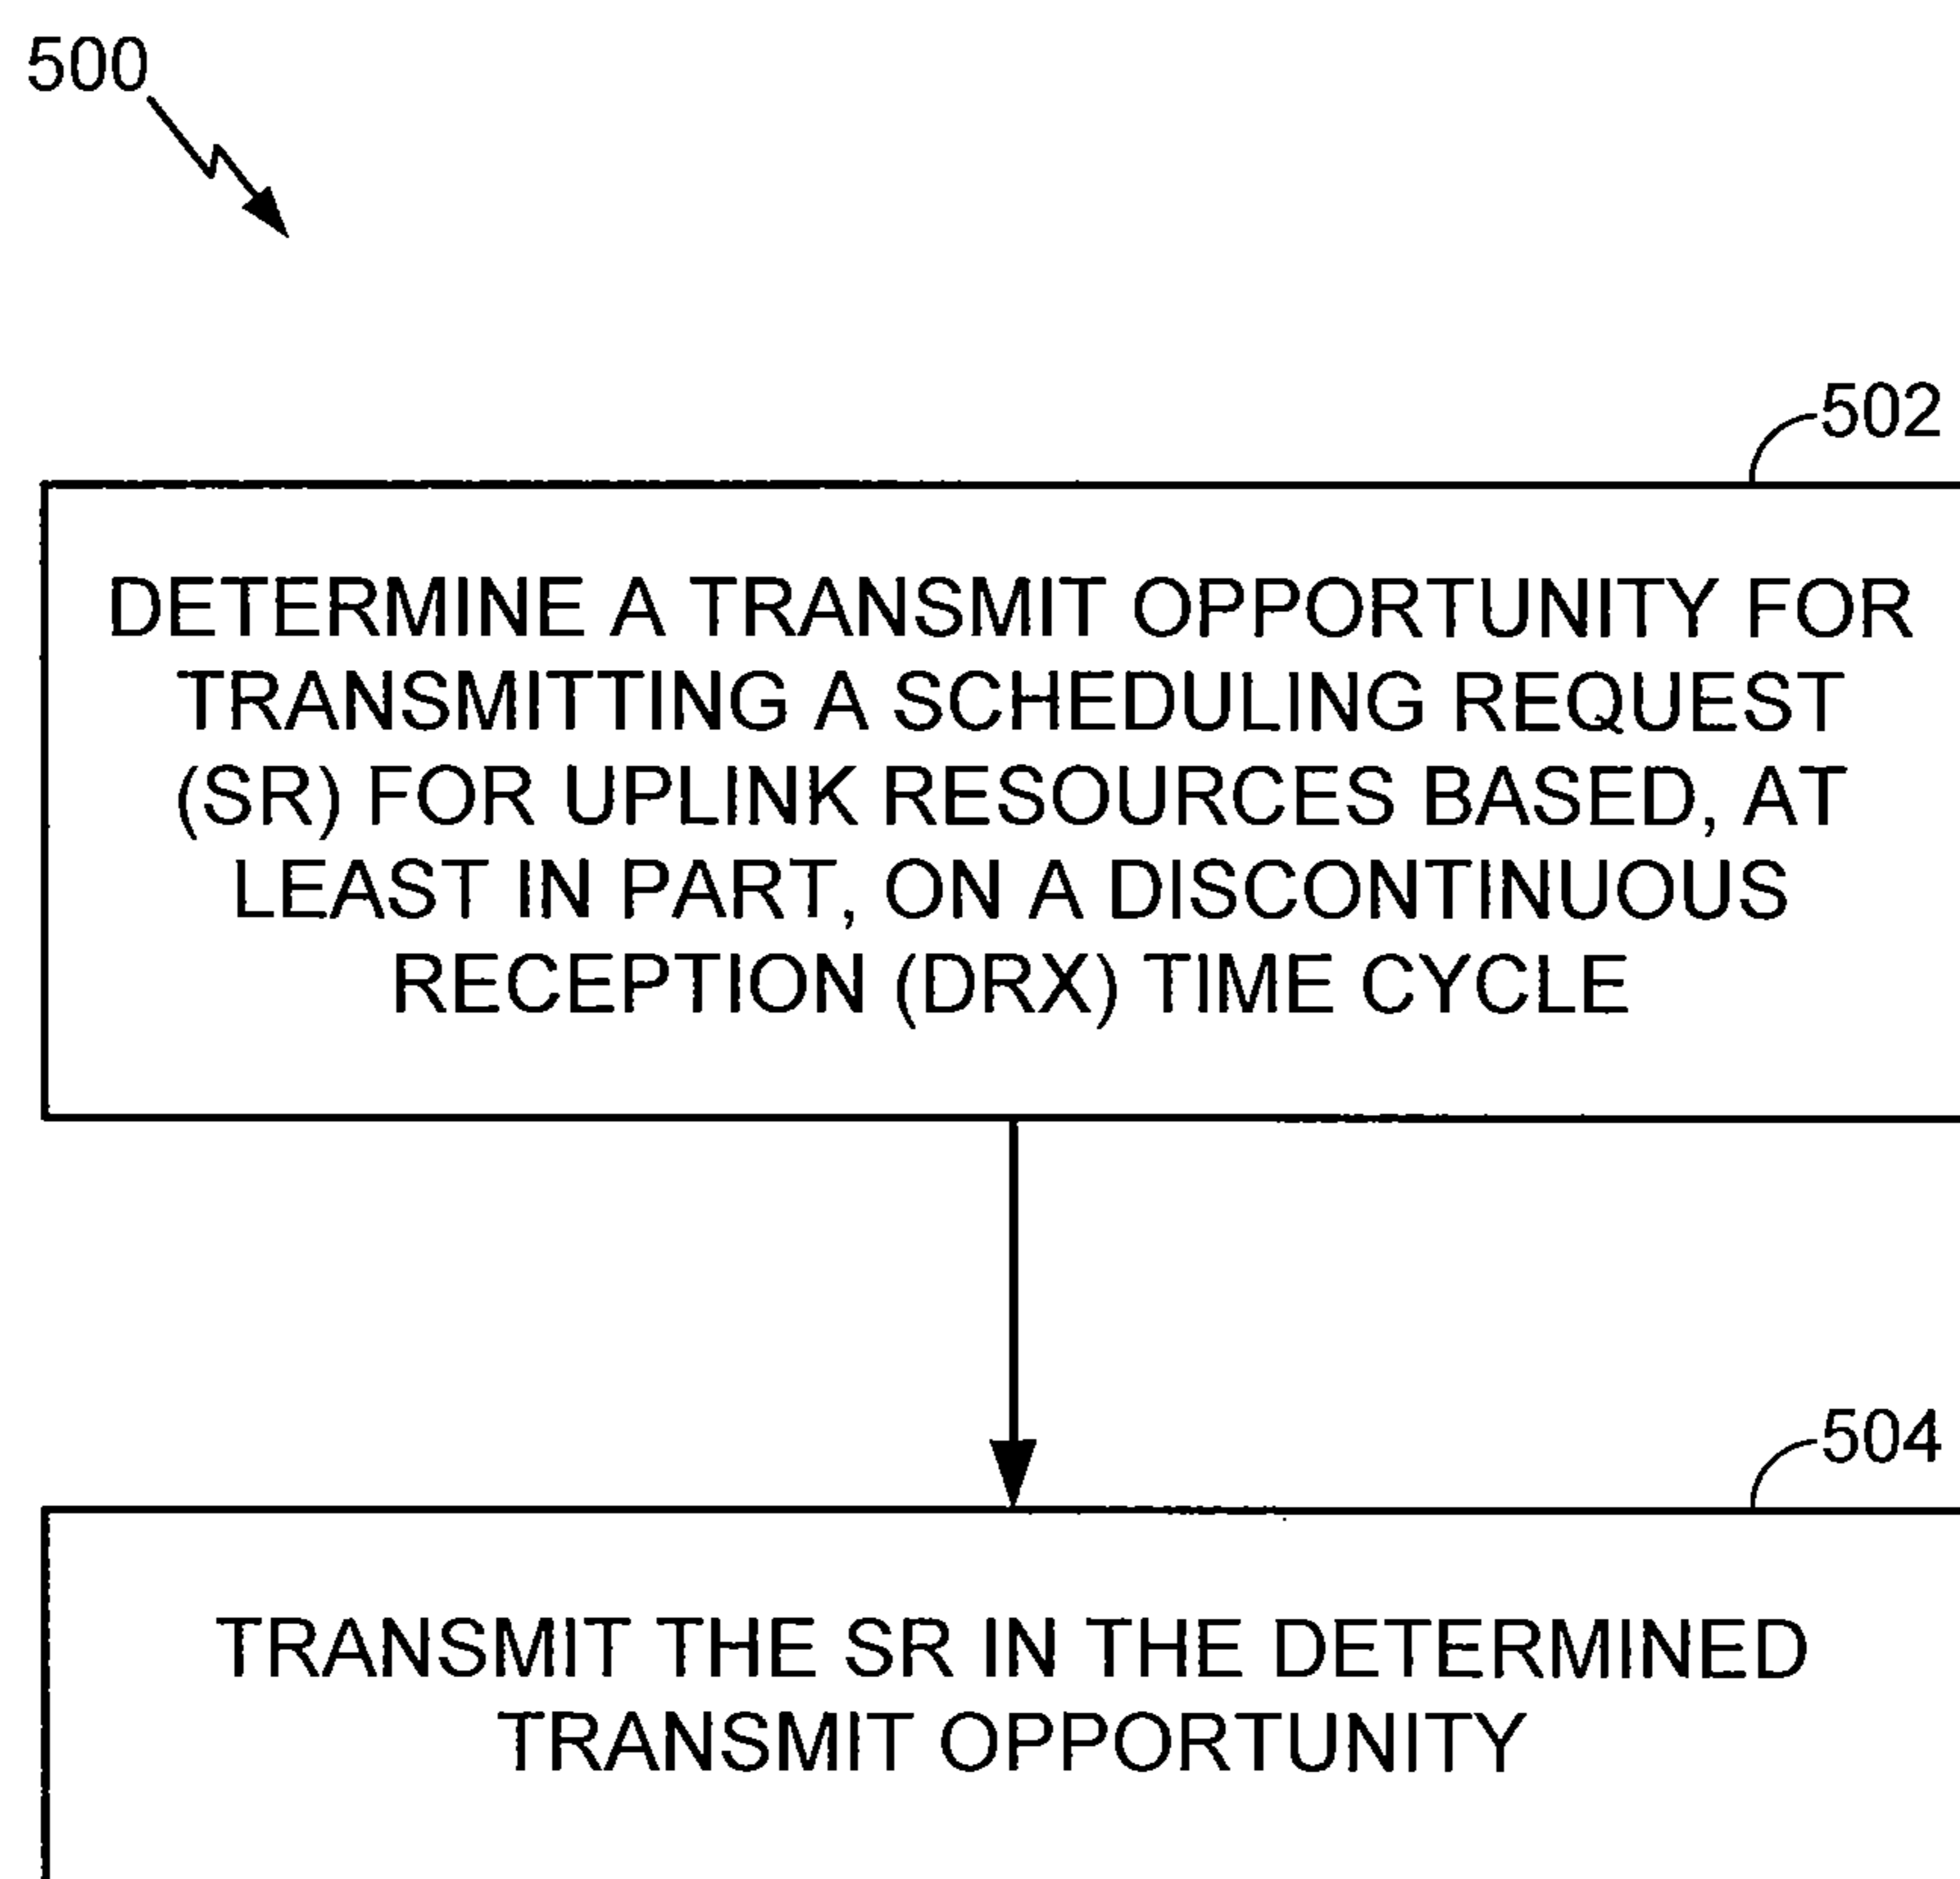 500
502
DETERMINE A TRANSMIT OPPORTUNITY FOR
TRANSMITTING A SCHEDULING REQUEST
(SR) FOR UPLINK RESOURCES BASED, AT
LEAST IN PART, ON A DISCONTINUOUS
RECEPTION (DRX) TIME CYCLE
504
TRANSMIT THE SR IN THE DETERMINED
TRANSMIT OPPORTUNITY